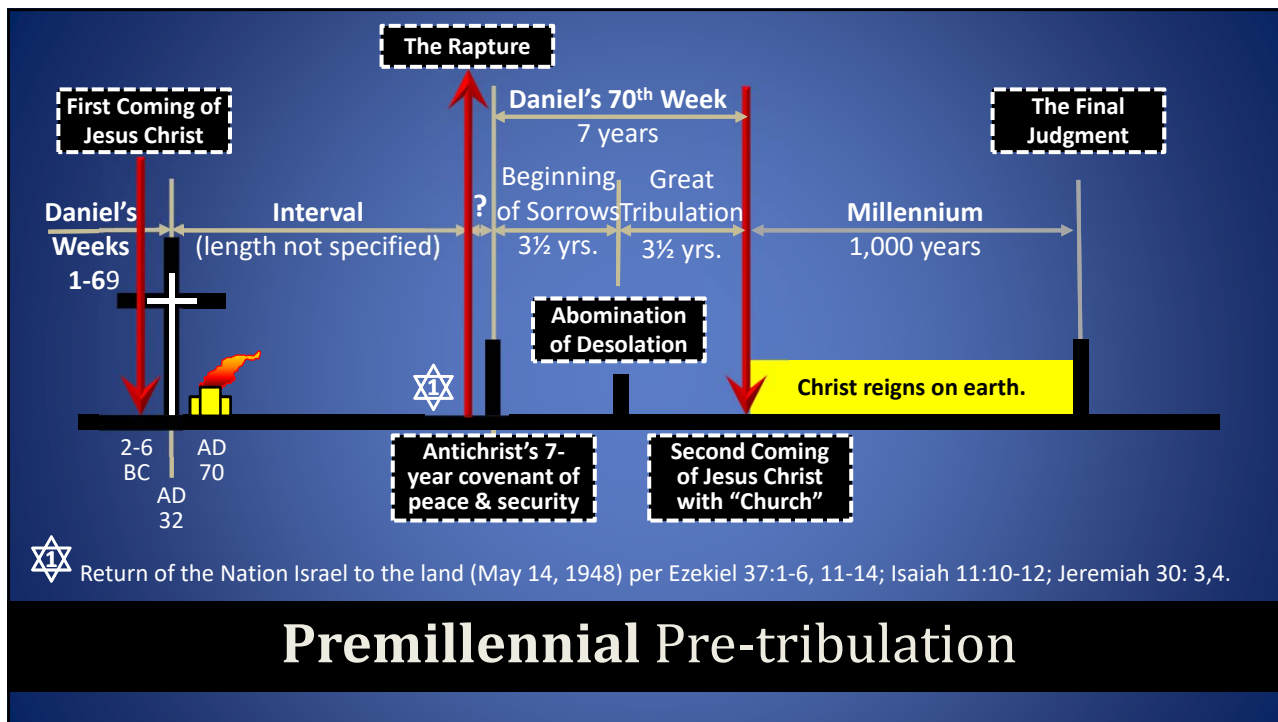 The Rapture
First Coming of
Jesus Christ
Daniel's 70th Week
7 years
The Final
Judgment
Daniel's
Weeks
1-69
Interval
(length not specified)
?
Beginning
of Sorrows
3½ yrs.
Great
Tribulation
3½ yrs.
Millennium
1,000 years
Abomination
of Desolation
1
Christ reigns on earth.
2-6
BC
AD
32
AD
70
Antichrist's 7-
year covenant of
peace & security
Second Coming
of Jesus Christ
with "Church"
1 Return of the Nation Israel to the land (May 14, 1948) per Ezekiel 37:1-6, 11-14; Isaiah 11:10-12; Jeremiah 30: 3,4.
Premillennial Pre-tribulation